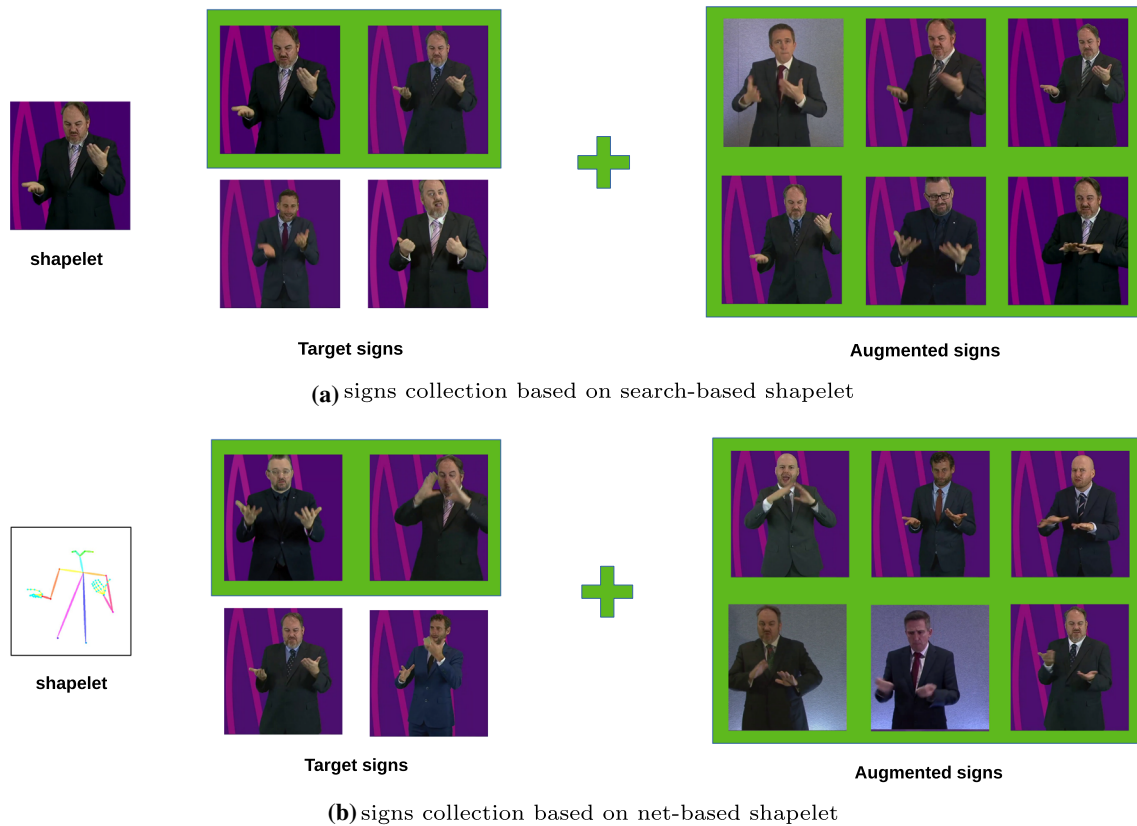 shapelet
Target signs
Augmented signs
(a) signs collection based on search-based shapelet
shapelet
Target signs
Augmented signs
(b) signs collection based on net-based shapelet